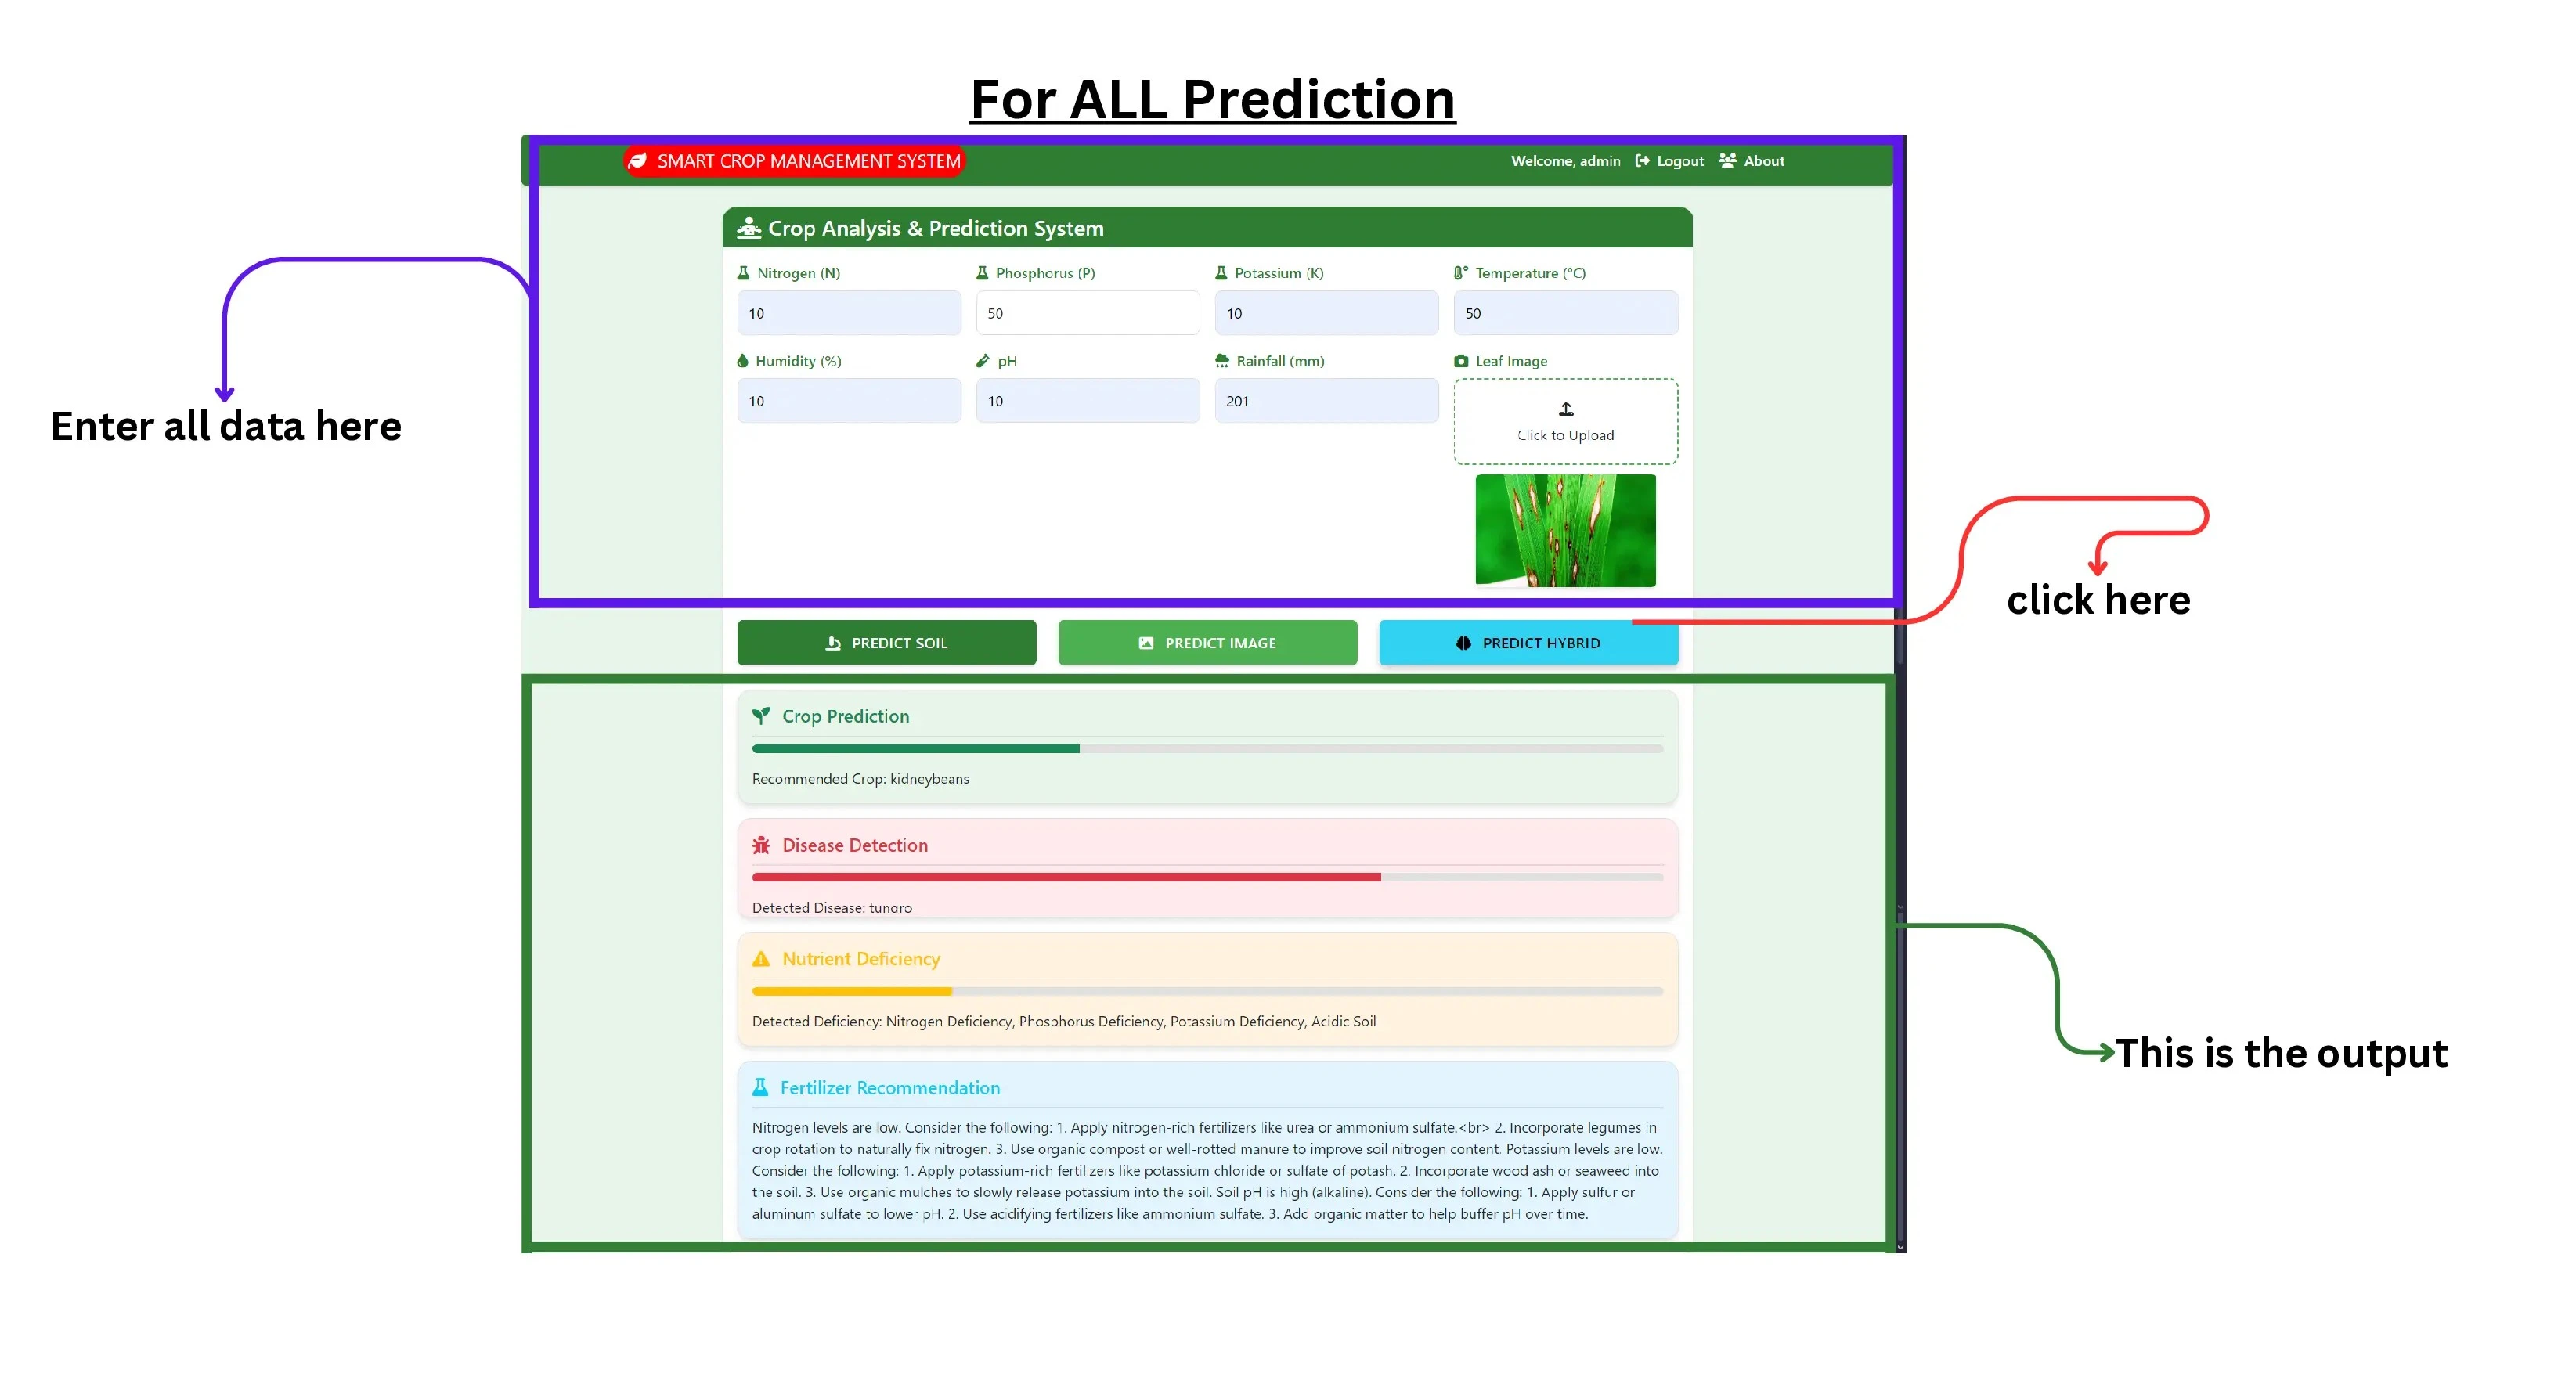 For ALL Prediction
SMART CROP MANAGEMENT SYSTEM
Welcome, admin Logout About
Crop Analysis & Prediction System
Nitrogen (N) Phosphorus (P) Potassium (K) Temperature (°C)
10 50 10 50
Humidity (%) pH Rainfall (mm) Leaf Image
10 10 201
Click to Upload
Enter all data here
click here
PREDICT SOIL PREDICT IMAGE PREDICT HYBRID
Crop Prediction
Recommended Crop: kidneybeans
Disease Detection
Detected Disease: tungro
Nutrient Deficiency
Detected Deficiency: Nitrogen Deficiency, Phosphorus Deficiency, Potassium Deficiency, Acidic Soil
This is the output
Fertilizer Recommendation
Nitrogen levels are low. Consider the following: 1. Apply nitrogen-rich fertilizers like urea or ammonium sulfate.<br> 2. Incorporate legumes in
crop rotation to naturally fix nitrogen. 3. Use organic compost or well-rotted manure to improve soil nitrogen content. Potassium levels are low.
Consider the following: 1. Apply potassium-rich fertilizers like potassium chloride or sulfate of potash. 2. Incorporate wood ash or seaweed into
the soil. 3. Use organic mulches to slowly release potassium into the soil. Soil pH is high (alkaline). Consider the following: 1. Apply sulfur or
aluminum sulfate to lower pH. 2. Use acidifying fertilizers like ammonium sulfate. 3. Add organic matter to help buffer pH over time.